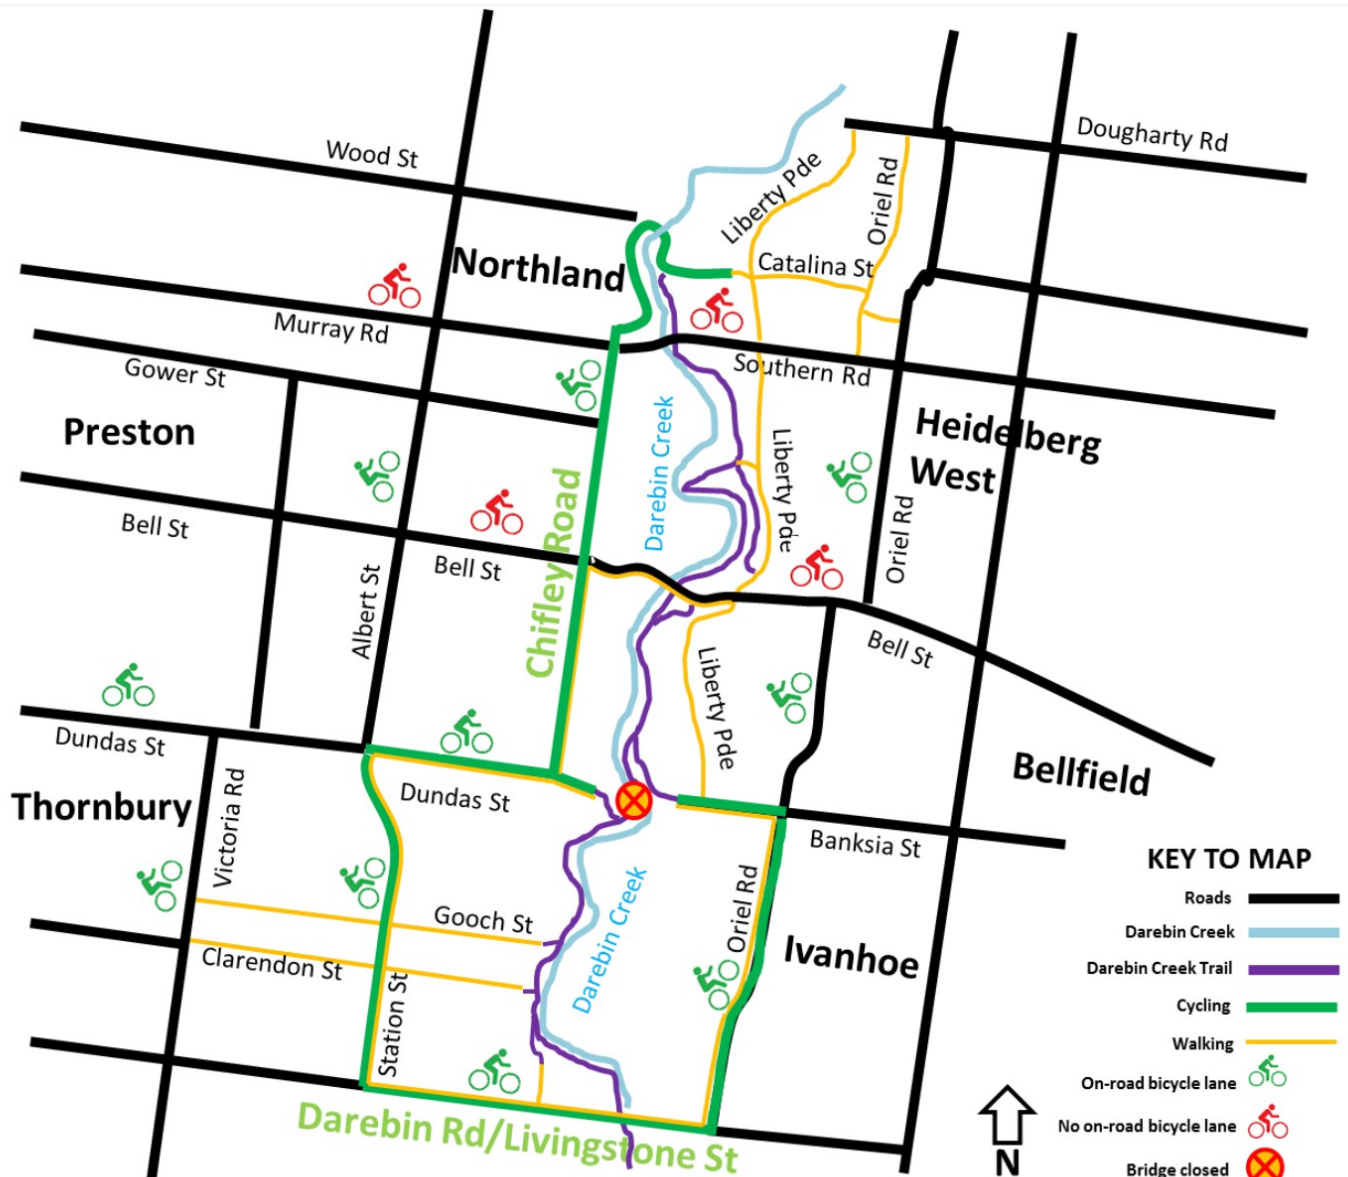 Dougharty Rd
Wood St
Liberty Pde
Oriel Rd
Northland
Catalina St
Murray Rd
Southern Rd
Gower St
Preston
Darebin Creek
Heidelberg
West
Liberty Pde
Chifley Road
Oriel Rd
Bell St
Bell St
Albert St
Bell St
Liberty Pde
Dundas St
Bellfield
Thornbury
Victoria Rd
Dundas St
Banksia St
KEY TO MAP
Roads
Darebin Creek
Darebin Creek Trail
Cycling
Walking
On-road bicycle lane
No on-road bicycle lane
Bridge closed
N
Gooch St
Oriel Rd
Ivanhoe
Clarendon St
Darebin Creek
Station St
Darebin Rd/Livingstone St